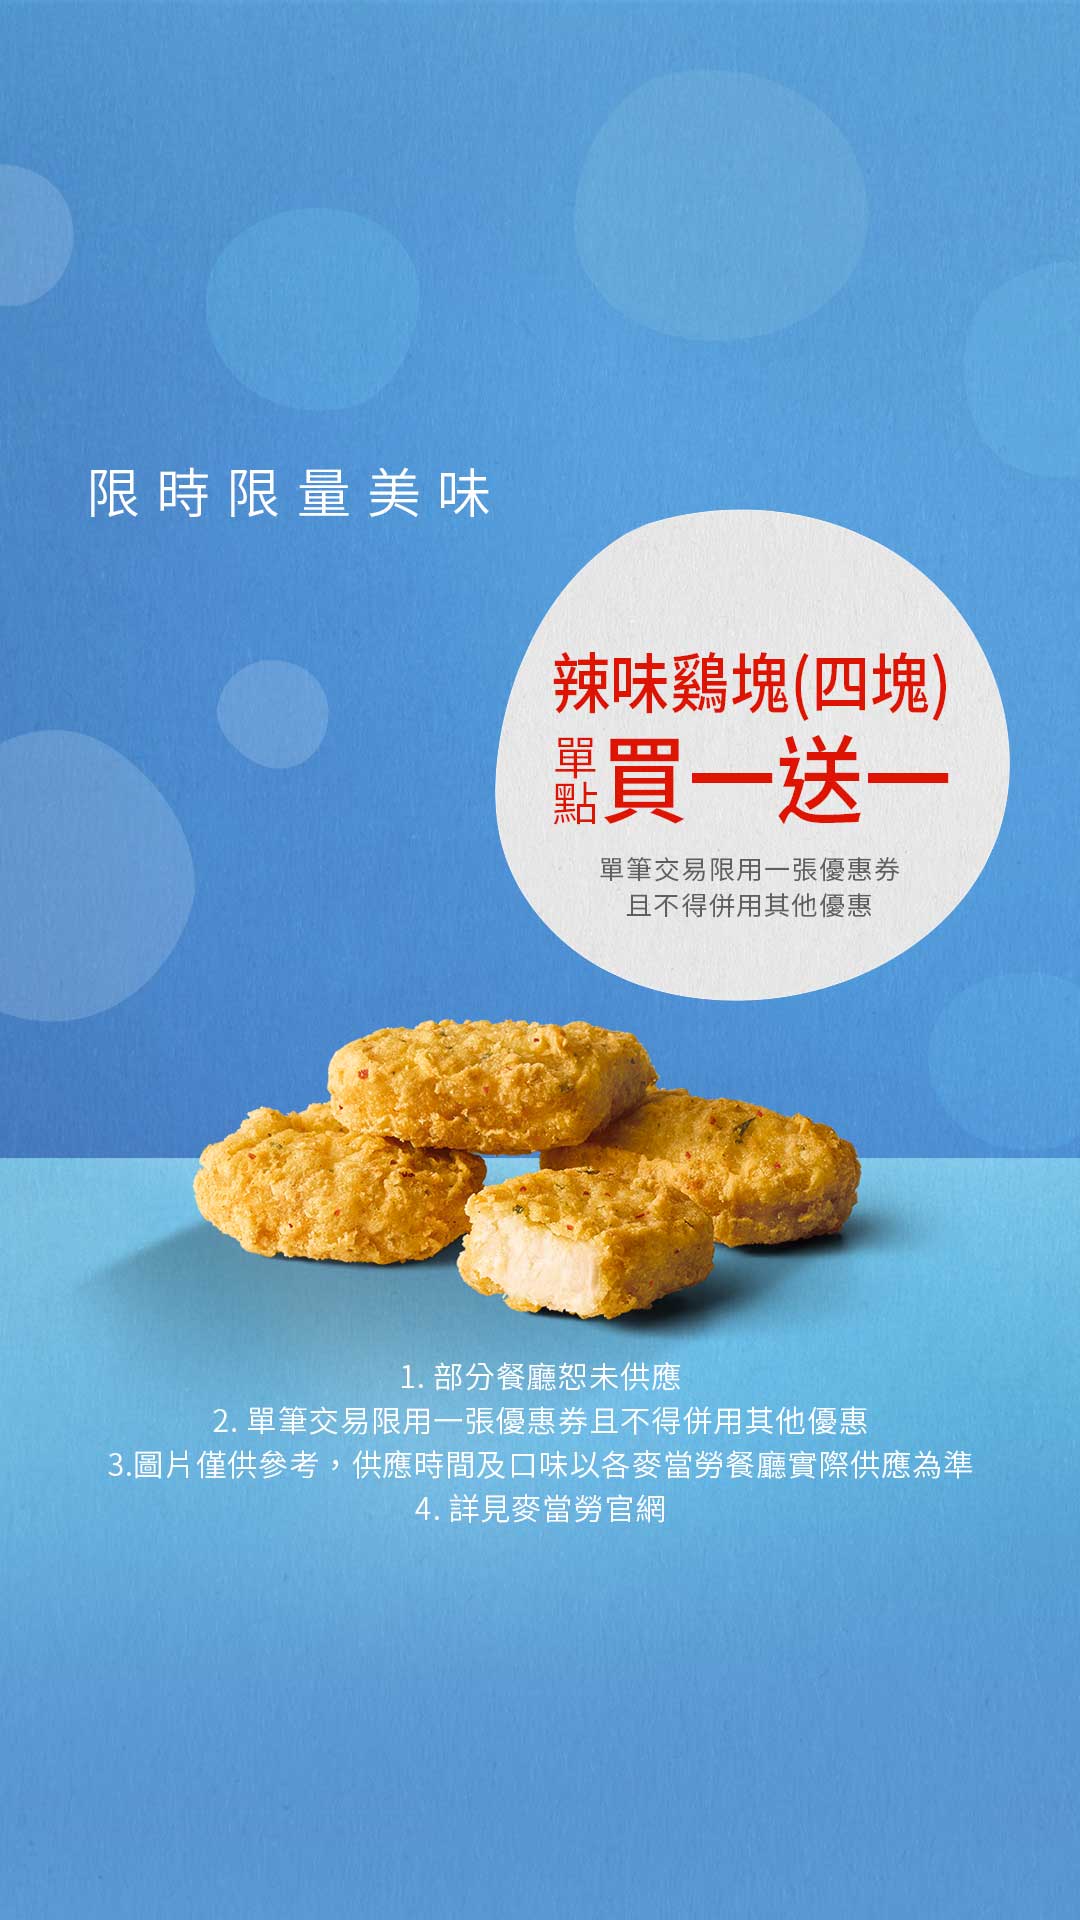 限時限量美味
辣味鷄塊(四塊)
單點買一送一
單筆交易限用一張優惠券
且不得併用其他優惠
1. 部分餐廳恕未供應
2. 單筆交易限用一張優惠券且不得併用其他優惠
3.圖片僅供參考，供應時間及口味以各麥當勞餐廳實際供應為準
4. 詳見麥當勞官網